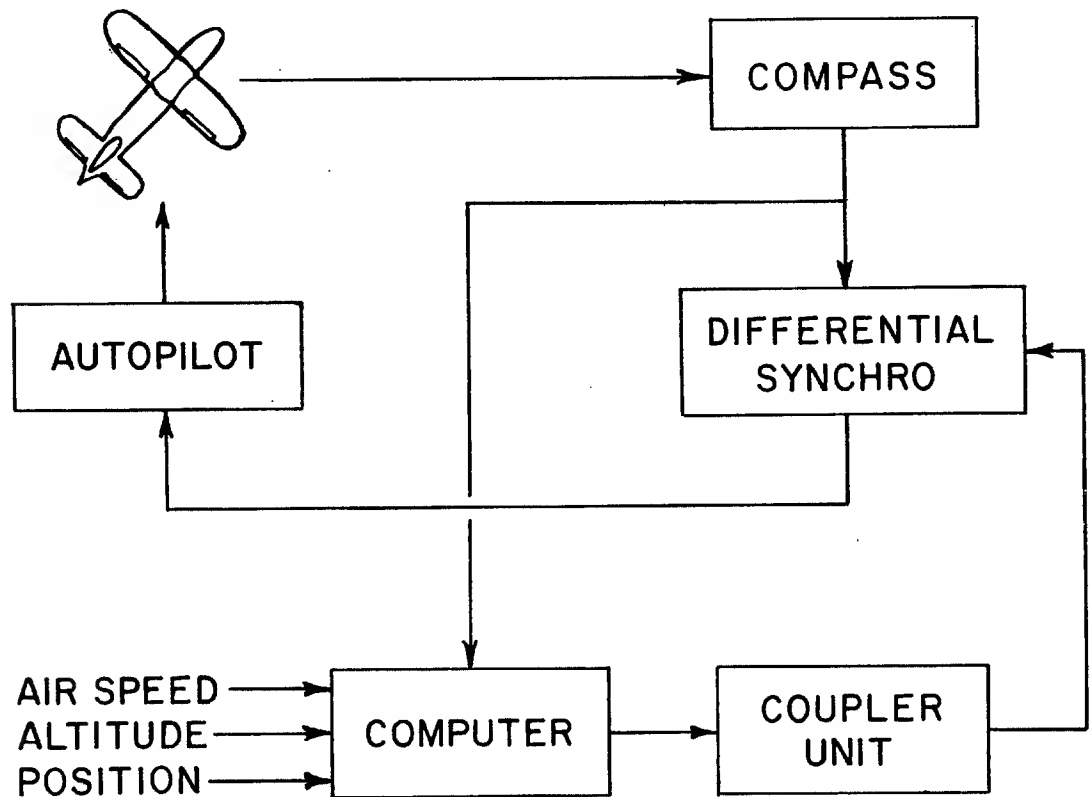 COMPASS
AUTOPILOT
DIFFERENTIAL
SYNCHRO
AIR SPEED
ALTITUDE
POSITION
COMPUTER
COUPLER
UNIT